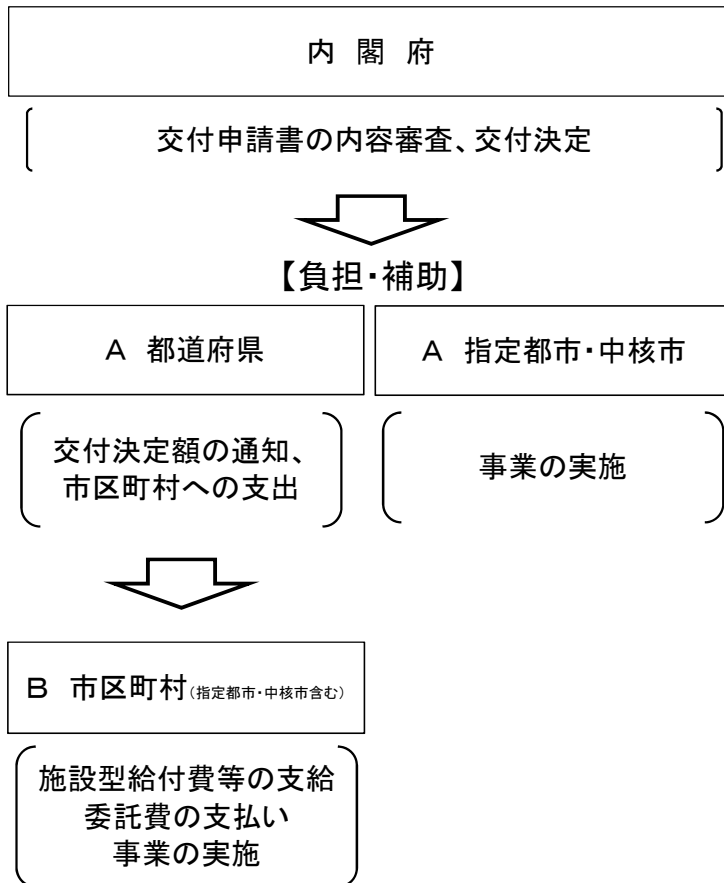 内 閣 府
交付申請書の内容審査、交付決定
【負担・補助】
A 都道府県
A 指定都市・中核市
交付決定額の通知、
市区町村への支出
事業の実施
B 市区町村(指定都市・中核市含む)
施設型給付費等の支給
委託費の支払い
事業の実施